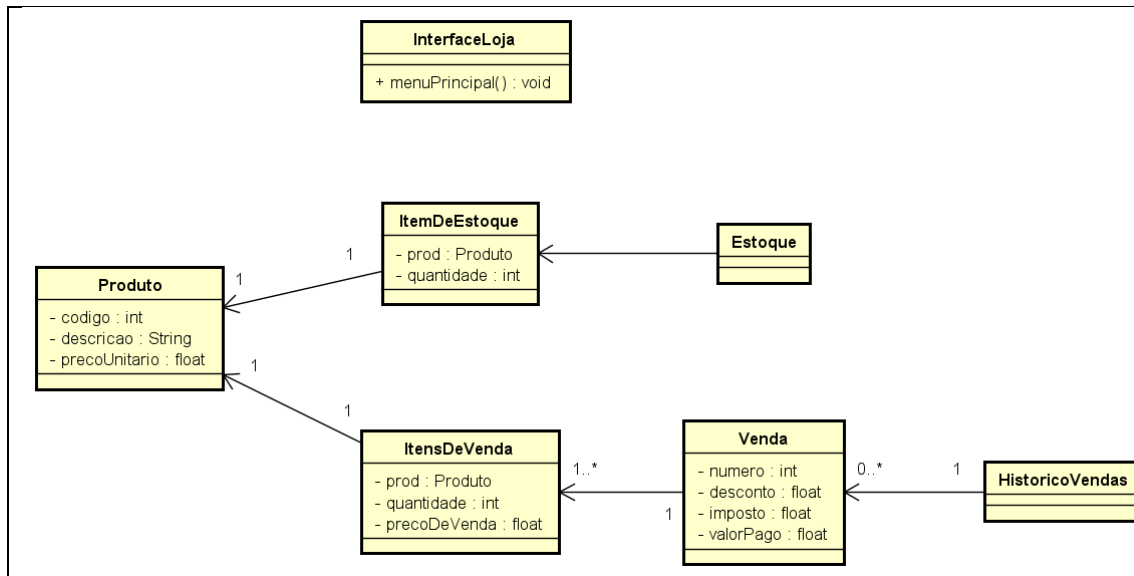 InterfaceLoja
+ menuPrincipal() : void
ItemDeEstoque
- prod : Produto
- quantidade : int
Estoque
1
1
Produto
- codigo : int
- descricao : String
- precoUnitario : float
1
1
ItensDeVenda
- prod : Produto
- quantidade : int
- precoDeVenda : float
1..*
1
Venda
- numero : int
- desconto : float
- imposto : float
- valorPago : float
0..*
1
HistoricoVendas